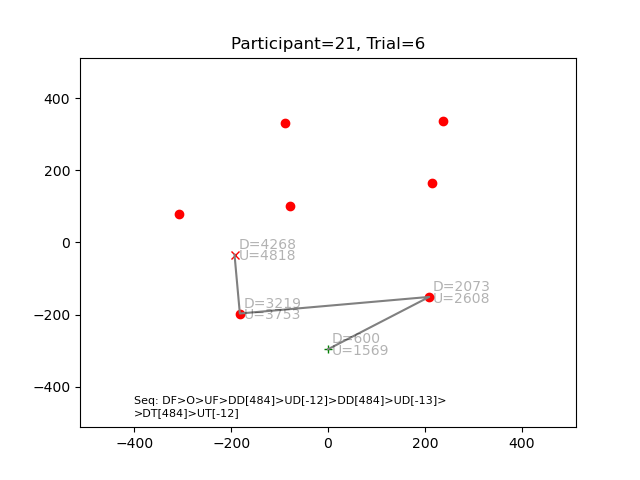 Participant=21, Trial=6
400
200
0
−200
−400
D=4268
U=4818
D=3219
U=3753
D=2073
U=2608
D=600
U=1569
Seq: DF>O>UF>DD[484]>UD[-12]>DD[484]>UD[-13]>
>DT[484]>UT[-12]
−400 −200 0 200 400